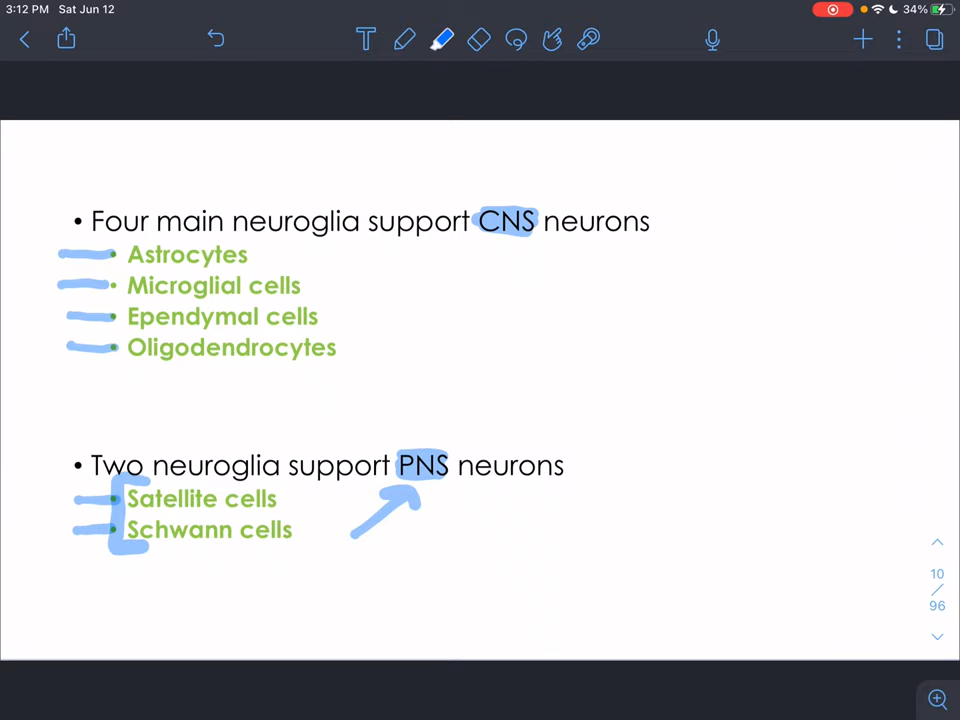 3:12 PM Sat Jun 12
34%
• Four main neuroglia support CNS neurons
• Astrocytes
• Microglial cells
• Ependymal cells
• Oligodendrocytes
• Two neuroglia support PNS neurons
• Satellite cells
• Schwann cells
10
/
96